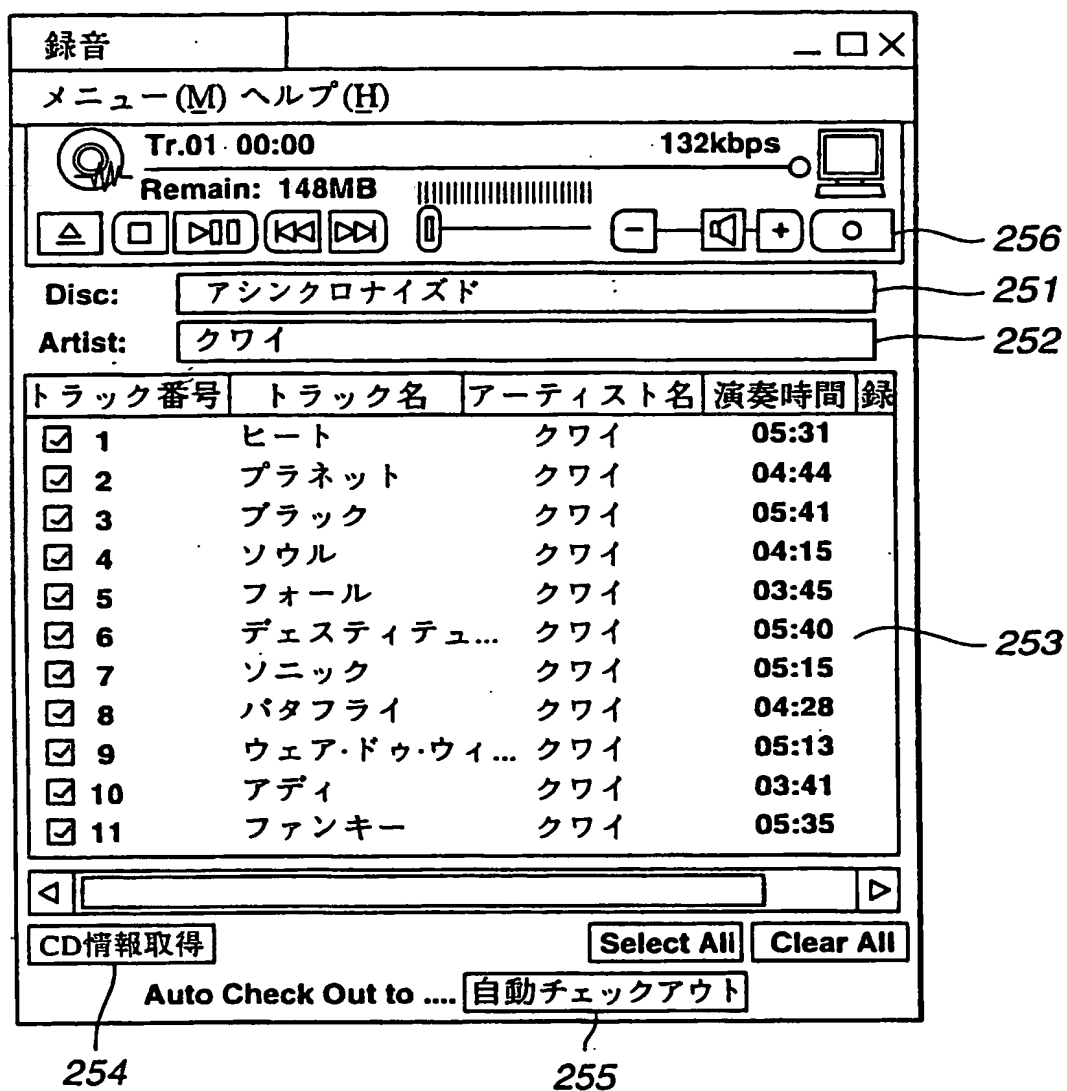 録音
メニュー(M) ヘルプ(H)
Tr.01 00:00 132kbps
Remain: 148MB
256
Disc: アシンクロナイズド 251
Artist: クワイ 252
トラック番号 トラック名 アーティスト名 演奏時間 録
1 ヒート クワイ 05:31
2 プラネット クワイ 04:44
3 ブラック クワイ 05:41
4 ソウル クワイ 04:15
5 フォール クワイ 03:45
6 デェスティテュ... クワイ 05:40 253
7 ソニック クワイ 05:15
8 バタフライ クワイ 04:28
9 ウェア·ドゥ·ウィ... クワイ 05:13
10 アディ クワイ 03:41
11 ファンキー クワイ 05:35
CD情報取得 Select All Clear All
Auto Check Out to .... 自動チェックアウト
254 255